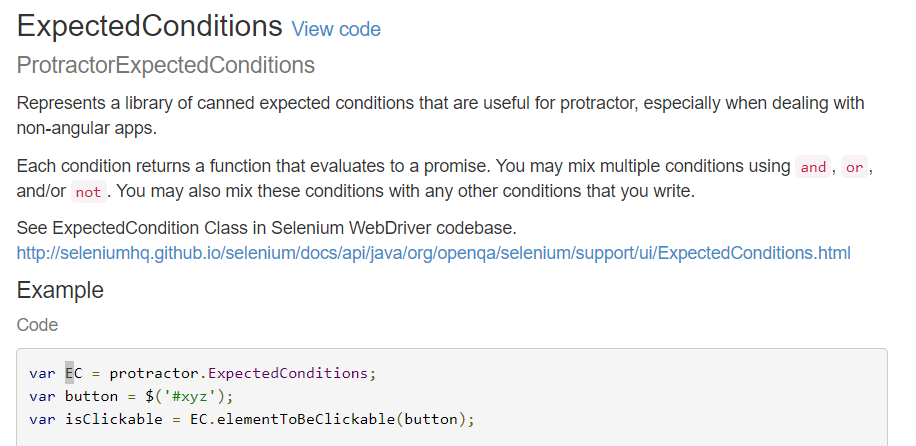 ExpectedConditions View code
ProtractorExpectedConditions
Represents a library of canned expected conditions that are useful for protractor, especially when dealing with
non-angular apps.
Each condition returns a function that evaluates to a promise. You may mix multiple conditions using and, or,
and/or not. You may also mix these conditions with any other conditions that you write.
See ExpectedCondition Class in Selenium WebDriver codebase.
http://seleniumhq.github.io/selenium/docs/api/java/org/openqa/selenium/support/ui/ExpectedConditions.html
Example
Code
var EC = protractor.ExpectedConditions;
var button = $('#xyz');
var isClickable = EC.elementToBeClickable(button);